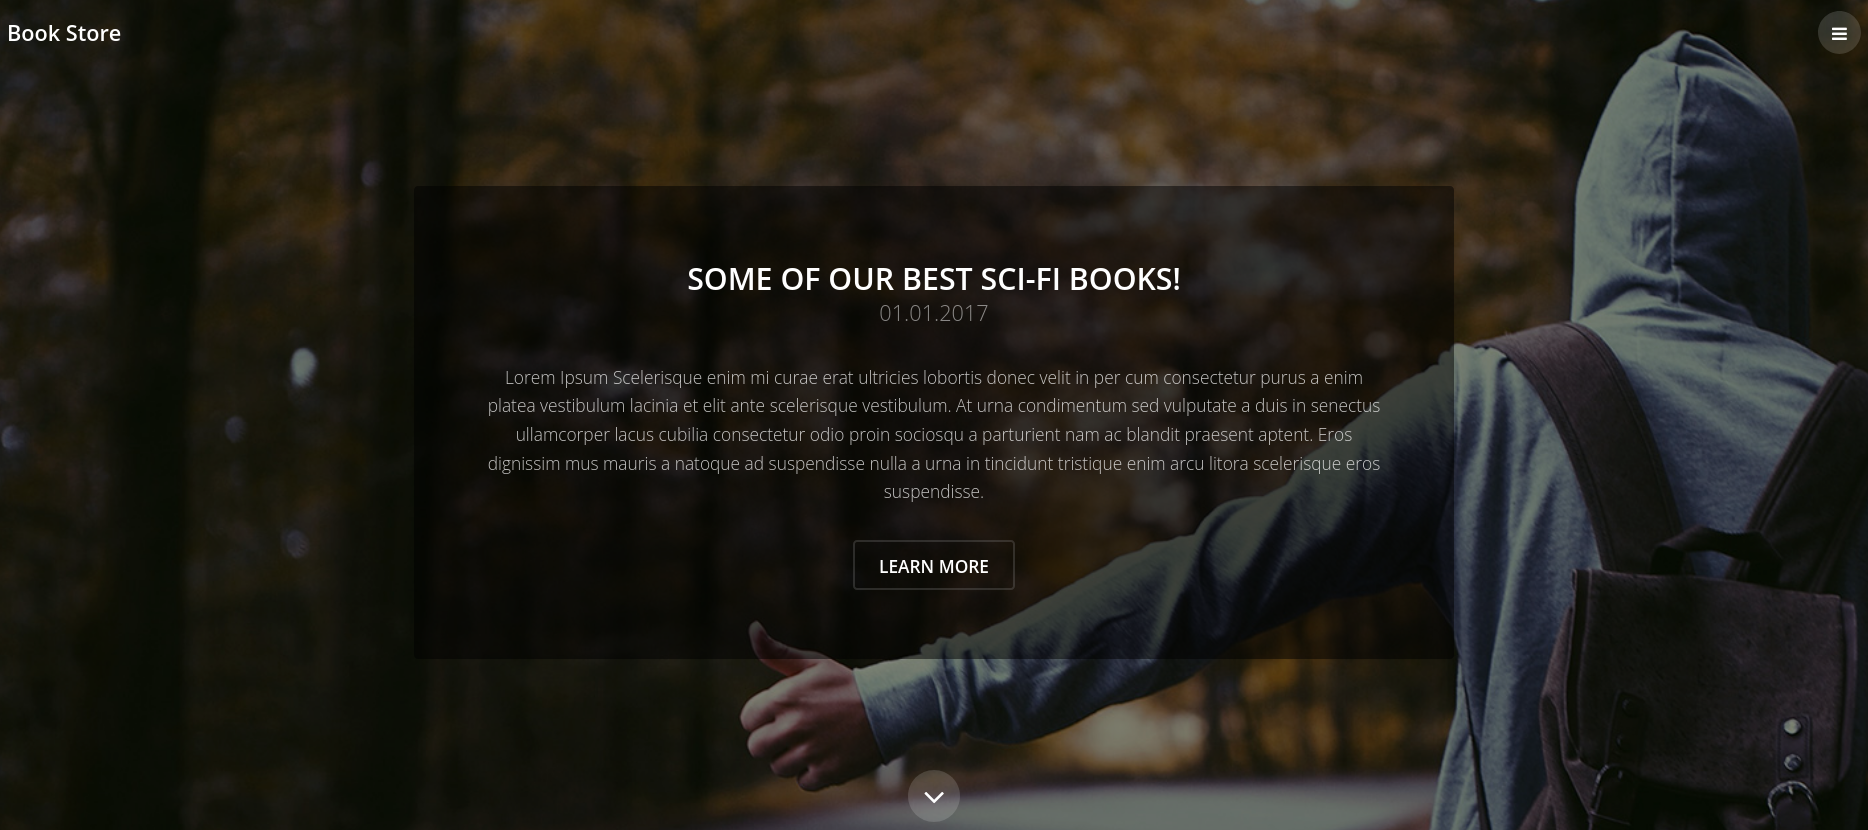 Book Store
SOME OF OUR BEST SCI-FI BOOKS!
01.01.2017
Lorem Ipsum Scelerisque enim mi curae erat ultricies lobortis donec velit in per cum consectetur purus a enim
platea vestibulum lacinia et elit ante scelerisque vestibulum. At urna condimentum sed vulputate a duis in senectus
ullamcorper lacus cubilia consectetur odio proin sociosqu a parturient nam ac blandit praesent aptent. Eros
dignissim mus mauris a natoque ad suspendisse nulla a urna in tincidunt tristique enim arcu litora scelerisque eros
suspendisse.
LEARN MORE